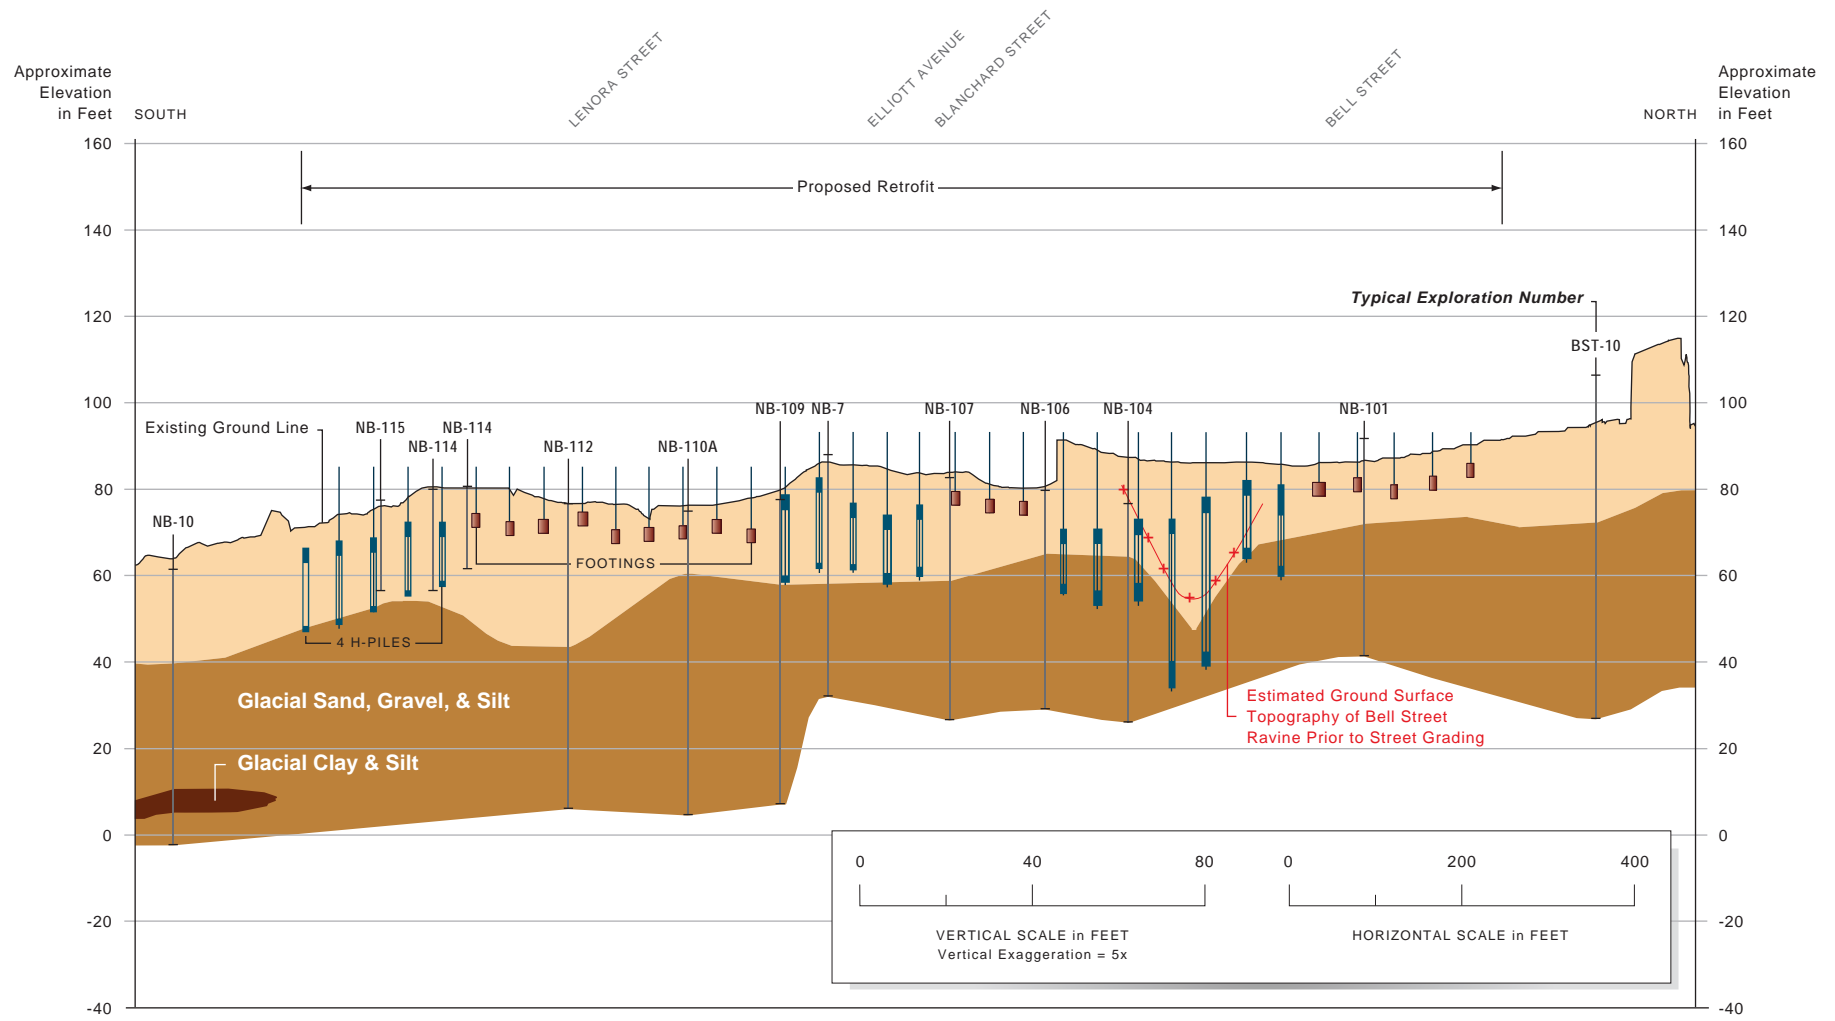 LENORA STREET
ELLIOTT AVENUE
BLANCHARD STREET
BELL STREET
Approximate
Elevation
in Feet
SOUTH
NORTH
Approximate
Elevation
in Feet
160
160
Proposed Retrofit
140
140
Typical Exploration Number
120
120
BST-10
100
100
NB-109
NB-7
NB-107
NB-106
NB-104
NB-101
Existing Ground Line
NB-115
NB-114
NB-114
NB-112
NB-110A
80
80
NB-10
FOOTINGS
60
60
4 H-PILES
40
40
Glacial Sand, Gravel, & Silt
Estimated Ground Surface
Topography of Bell Street
Ravine Prior to Street Grading
20
20
Glacial Clay & Silt
0
0
0 40 80
0 200 400
-20
-20
VERTICAL SCALE in FEET
Vertical Exaggeration = 5x
HORIZONTAL SCALE in FEET
-40
-40